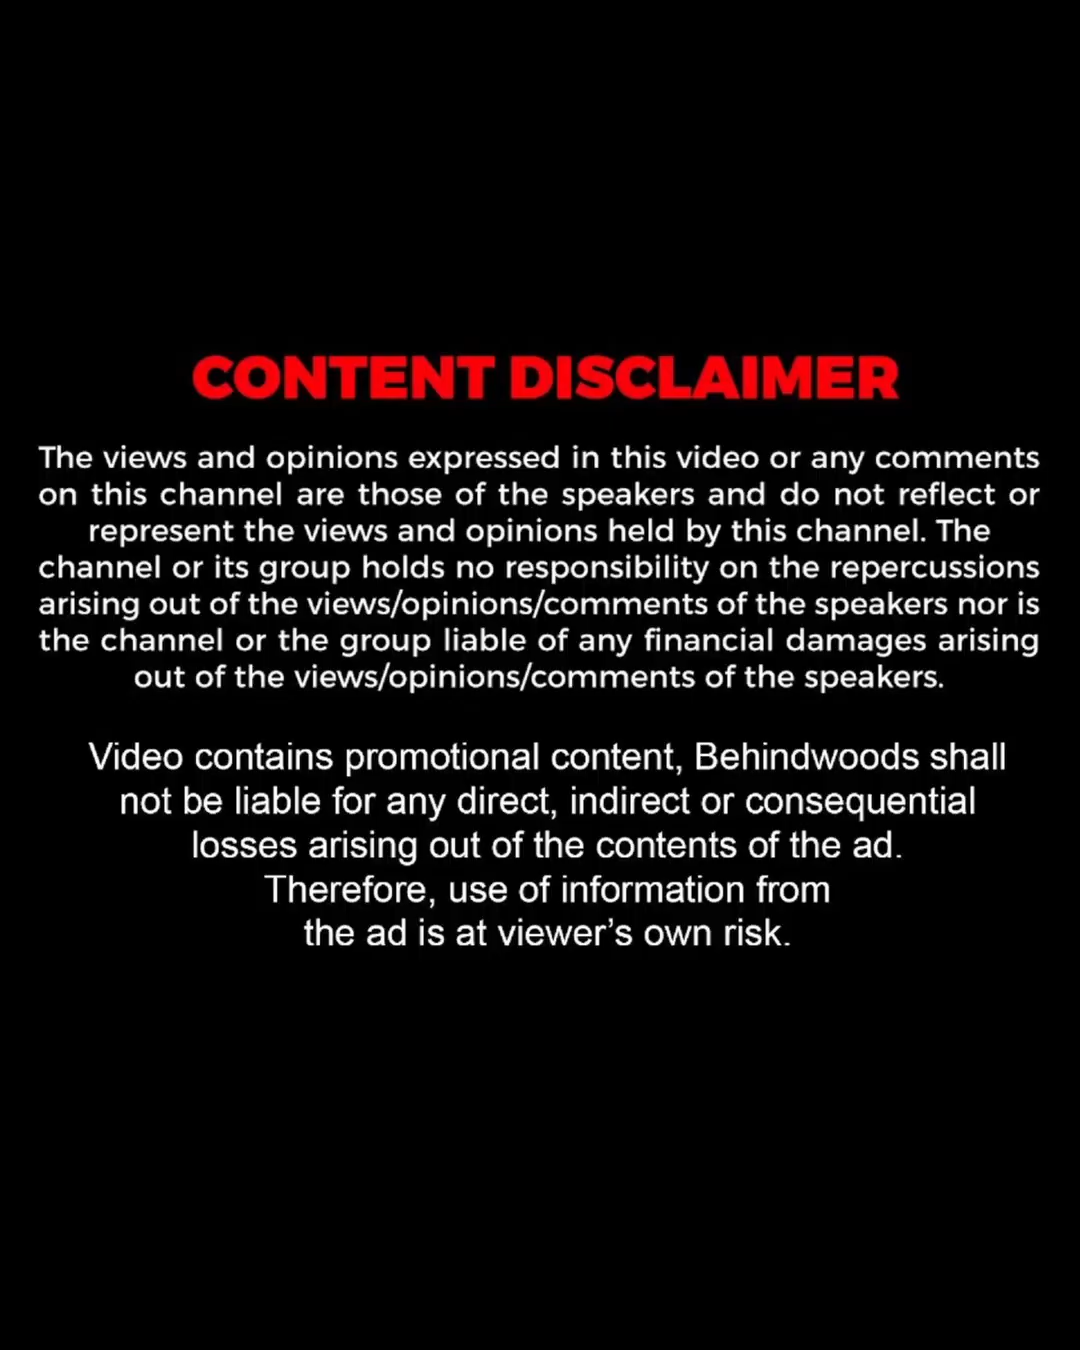 CONTENT DISCLAIMER
The views and opinions expressed in this video or any comments
on this channel are those of the speakers and do not reflect or
represent the views and opinions held by this channel. The
channel or its group holds no responsibility on the repercussions
arising out of the views/opinions/comments of the speakers nor is
the channel or the group liable of any financial damages arising
out of the views/opinions/comments of the speakers.
Video contains promotional content, Behindwoods shall
not be liable for any direct, indirect or consequential
losses arising out of the contents of the ad.
Therefore, use of information from
the ad is at viewer’s own risk.